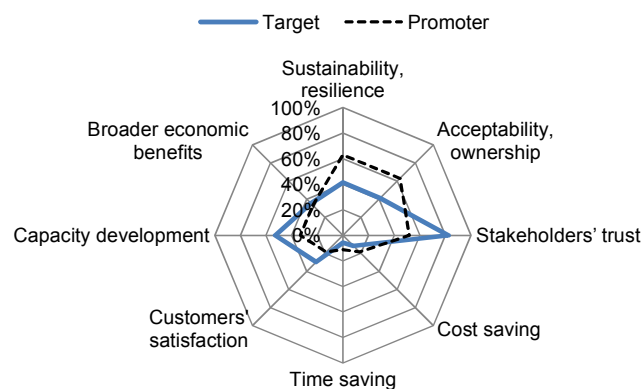 Target Promoter
Sustainability,
resilience
100%
80%
60%
40%
20%
0%
Acceptability,
ownership
Stakeholders’ trust
Cost saving
Time saving
Customers'
satisfaction
Capacity development
Broader economic
benefits